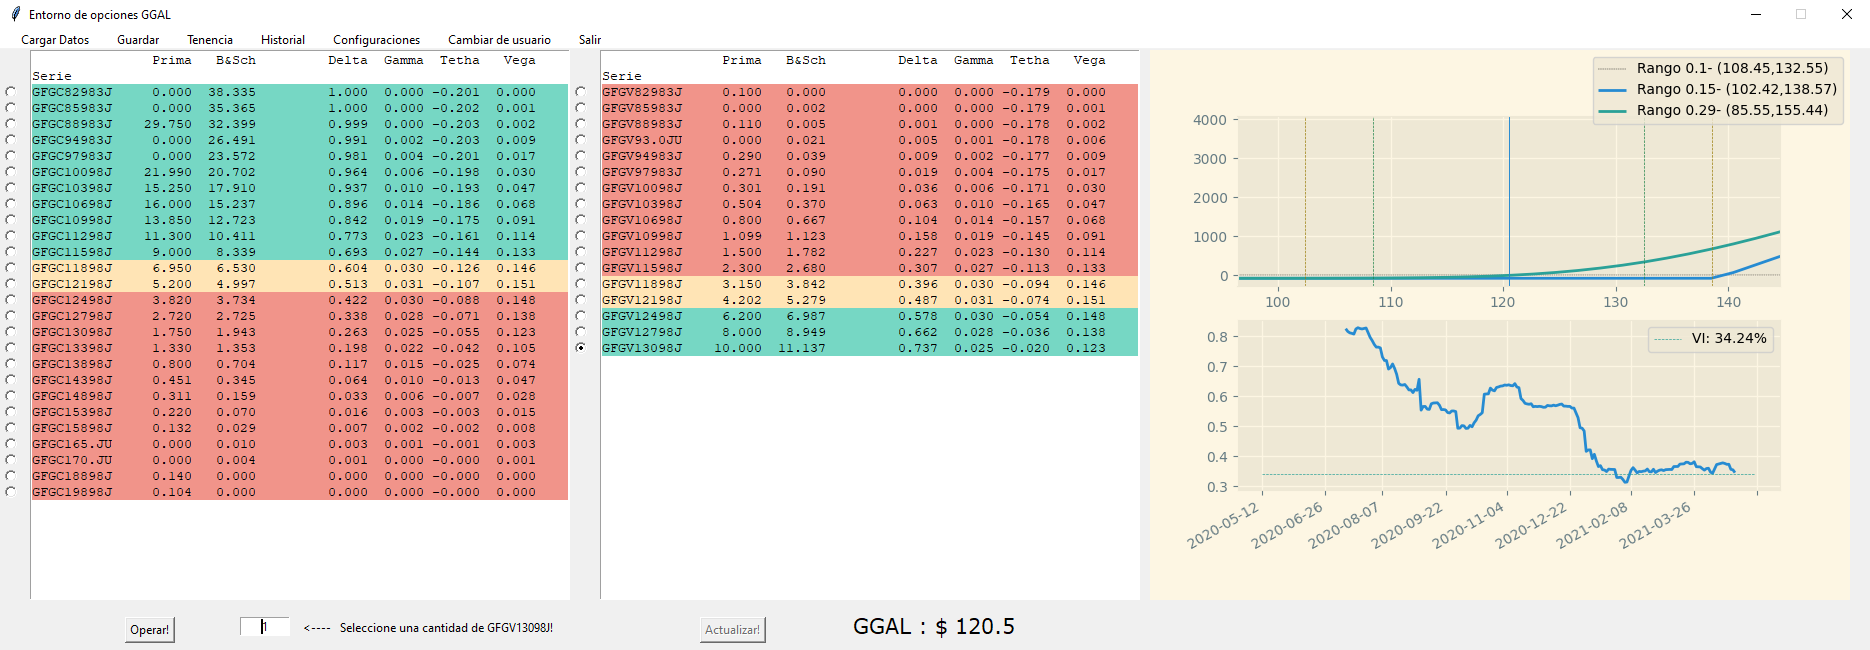 Entorno de opciones GGAL
Cargar Datos Guardar Tenencia Historial Configuraciones Cambiar de usuario Salir
Prima B&Sch Delta Gamma Tetha Vega
Serie
GFGC82983J 0.000 38.335 1.000 0.000 -0.201 0.000
GFGC85983J 0.000 35.365 1.000 0.000 -0.202 0.001
GFGC88983J 29.750 32.399 0.999 0.000 -0.203 0.002
GFGC94983J 0.000 26.491 0.991 0.002 -0.203 0.009
GFGC97983J 0.000 23.572 0.981 0.004 -0.201 0.017
GFGC10098J 21.990 20.702 0.964 0.006 -0.198 0.030
GFGC10398J 15.250 17.910 0.937 0.010 -0.193 0.047
GFGC10698J 16.000 15.237 0.896 0.014 -0.186 0.068
GFGC10998J 13.850 12.723 0.842 0.019 -0.175 0.091
GFGC11298J 11.300 10.411 0.773 0.023 -0.161 0.114
GFGC11598J 9.000 8.339 0.693 0.027 -0.144 0.133
GFGC11898J 6.950 6.530 0.604 0.030 -0.126 0.146
GFGC12198J 5.200 4.997 0.513 0.031 -0.107 0.151
GFGC12498J 3.820 3.734 0.422 0.030 -0.088 0.148
GFGC12798J 2.720 2.725 0.338 0.028 -0.071 0.138
GFGC13098J 1.750 1.943 0.263 0.025 -0.055 0.123
GFGC13398J 1.330 1.353 0.198 0.022 -0.042 0.105
GFGC13898J 0.800 0.704 0.117 0.015 -0.025 0.074
GFGC14398J 0.451 0.345 0.064 0.010 -0.013 0.047
GFGC14898J 0.311 0.159 0.033 0.006 -0.007 0.028
GFGC15398J 0.220 0.070 0.016 0.003 -0.003 0.015
GFGC15898J 0.132 0.029 0.007 0.002 -0.002 0.008
GFGC165.JU 0.000 0.010 0.003 0.001 -0.001 0.003
GFGC170.JU 0.000 0.004 0.001 0.000 -0.000 0.001
GFGC18898J 0.140 0.000 0.000 0.000 -0.000 0.000
GFGC19898J 0.104 0.000 0.000 0.000 -0.000 0.000
Prima B&Sch Delta Gamma Tetha Vega
Serie
GFGV82983J 0.100 0.000 0.000 0.000 -0.179 0.000
GFGV85983J 0.000 0.002 0.000 0.000 -0.179 0.001
GFGV88983J 0.110 0.005 0.001 0.000 -0.178 0.002
GFGV93.0JU 0.000 0.021 0.005 0.001 -0.178 0.006
GFGV94983J 0.290 0.039 0.009 0.002 -0.177 0.009
GFGV97983J 0.271 0.090 0.019 0.004 -0.175 0.017
GFGV10098J 0.301 0.191 0.036 0.006 -0.171 0.030
GFGV10398J 0.504 0.370 0.063 0.010 -0.165 0.047
GFGV10698J 0.800 0.667 0.104 0.014 -0.157 0.068
GFGV10998J 1.099 1.123 0.158 0.019 -0.145 0.091
GFGV11298J 1.500 1.782 0.227 0.023 -0.130 0.114
GFGV11598J 2.300 2.680 0.307 0.027 -0.113 0.133
GFGV11898J 3.150 3.842 0.396 0.030 -0.094 0.146
GFGV12198J 4.202 5.279 0.487 0.031 -0.074 0.151
GFGV12498J 6.200 6.987 0.578 0.030 -0.054 0.148
GFGV12798J 8.000 8.949 0.662 0.028 -0.036 0.138
GFGV13098J 10.000 11.137 0.737 0.025 -0.020 0.123
Rango 0.1- (108.45,132.55)
Rango 0.15- (102.42,138.57)
Rango 0.29- (85.55,155.44)
4000
3000
2000
1000
0
100 110 120 130 140
VI: 34.24%
0.8
0.7
0.6
0.5
0.4
0.3
2020-05-12 2020-06-26 2020-08-07 2020-09-22 2020-11-04 2020-12-22 2021-02-08 2021-03-26
Operar! 1 <---- Seleccione una cantidad de GFGV13098J! Actualizar! GGAL : $ 120.5